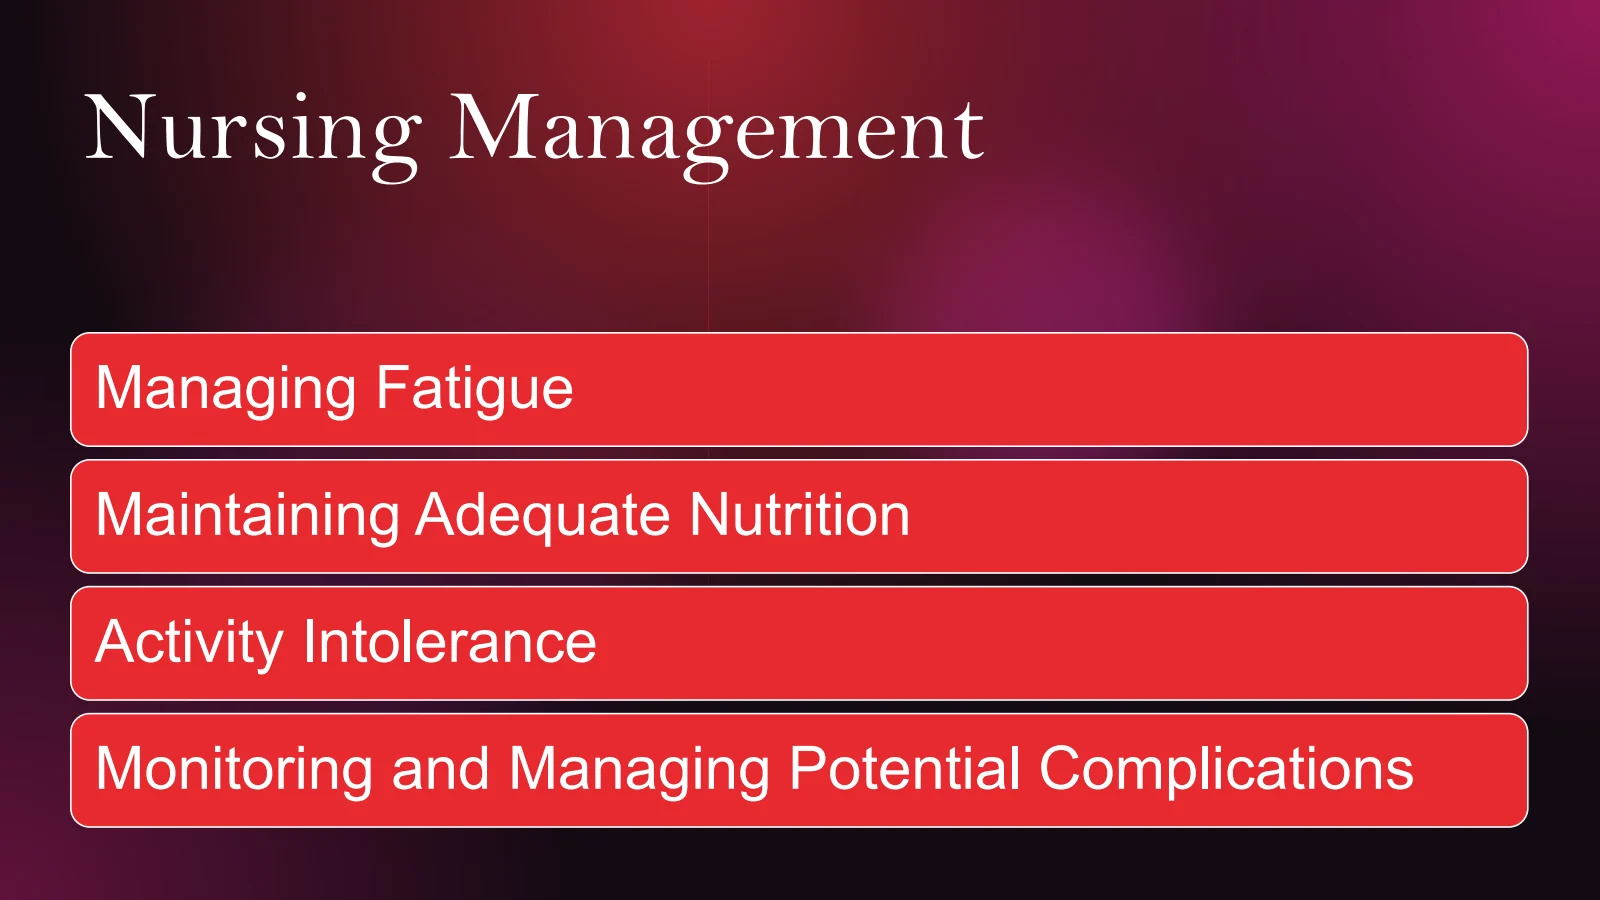 Nursing Management
Managing Fatigue
Maintaining Adequate Nutrition
Activity Intolerance
Monitoring and Managing Potential Complications